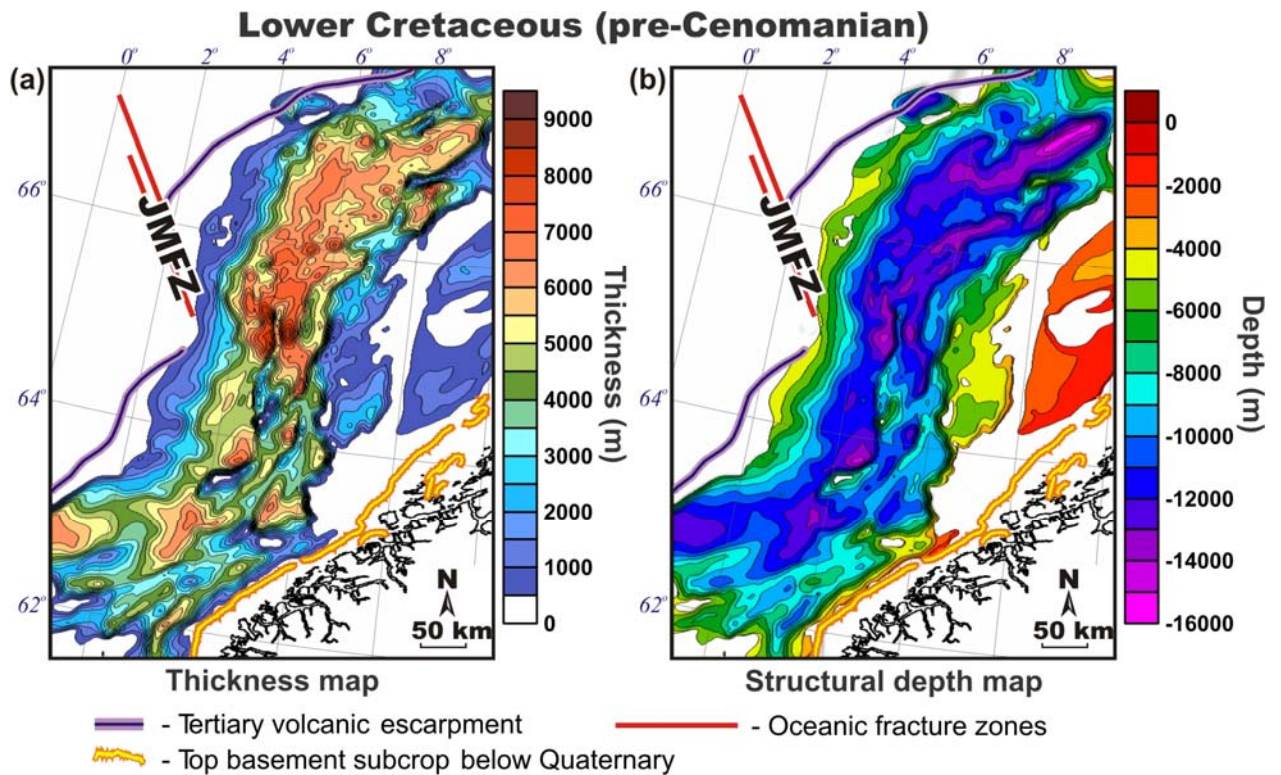 Lower Cretaceous (pre-Cenomanian)
(a)
0° 2° 4° 6° 8°
66°
64°
62°
JMFZ
N
50 km
9000
8000
7000
6000
5000
4000
3000
2000
1000
0
Thickness (m)
Thickness map
(b)
0° 2° 4° 6° 8°
66°
64°
62°
JMFZ
N
50 km
0
-2000
-4000
-6000
-8000
-10000
-12000
-14000
-16000
Depth (m)
Structural depth map
- Tertiary volcanic escarpment
- Oceanic fracture zones
- Top basement subcrop below Quaternary